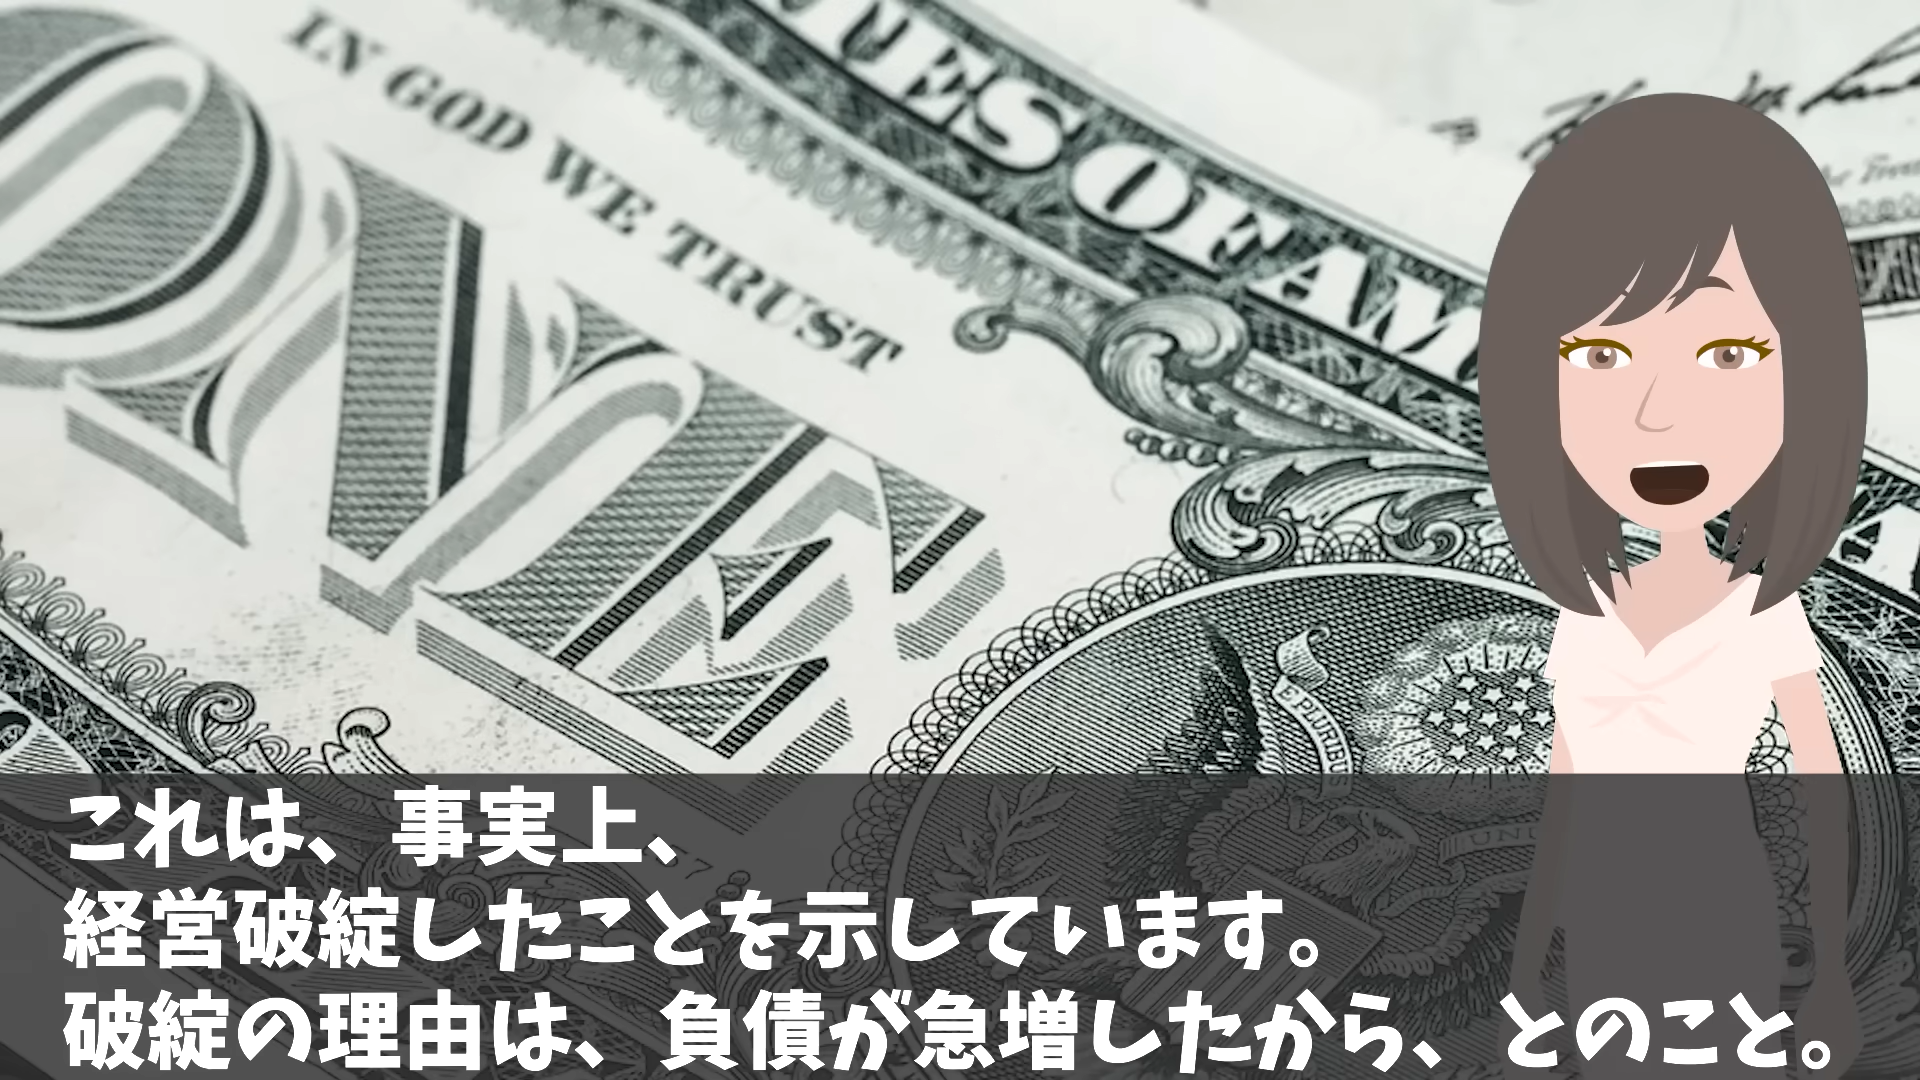 IN GOD WE TRUST
TES OF AM
ONE
E PLURIBU
これは、事実上、
経営破綻したことを示しています。
破綻の理由は、負債が急増したから、とのこと。